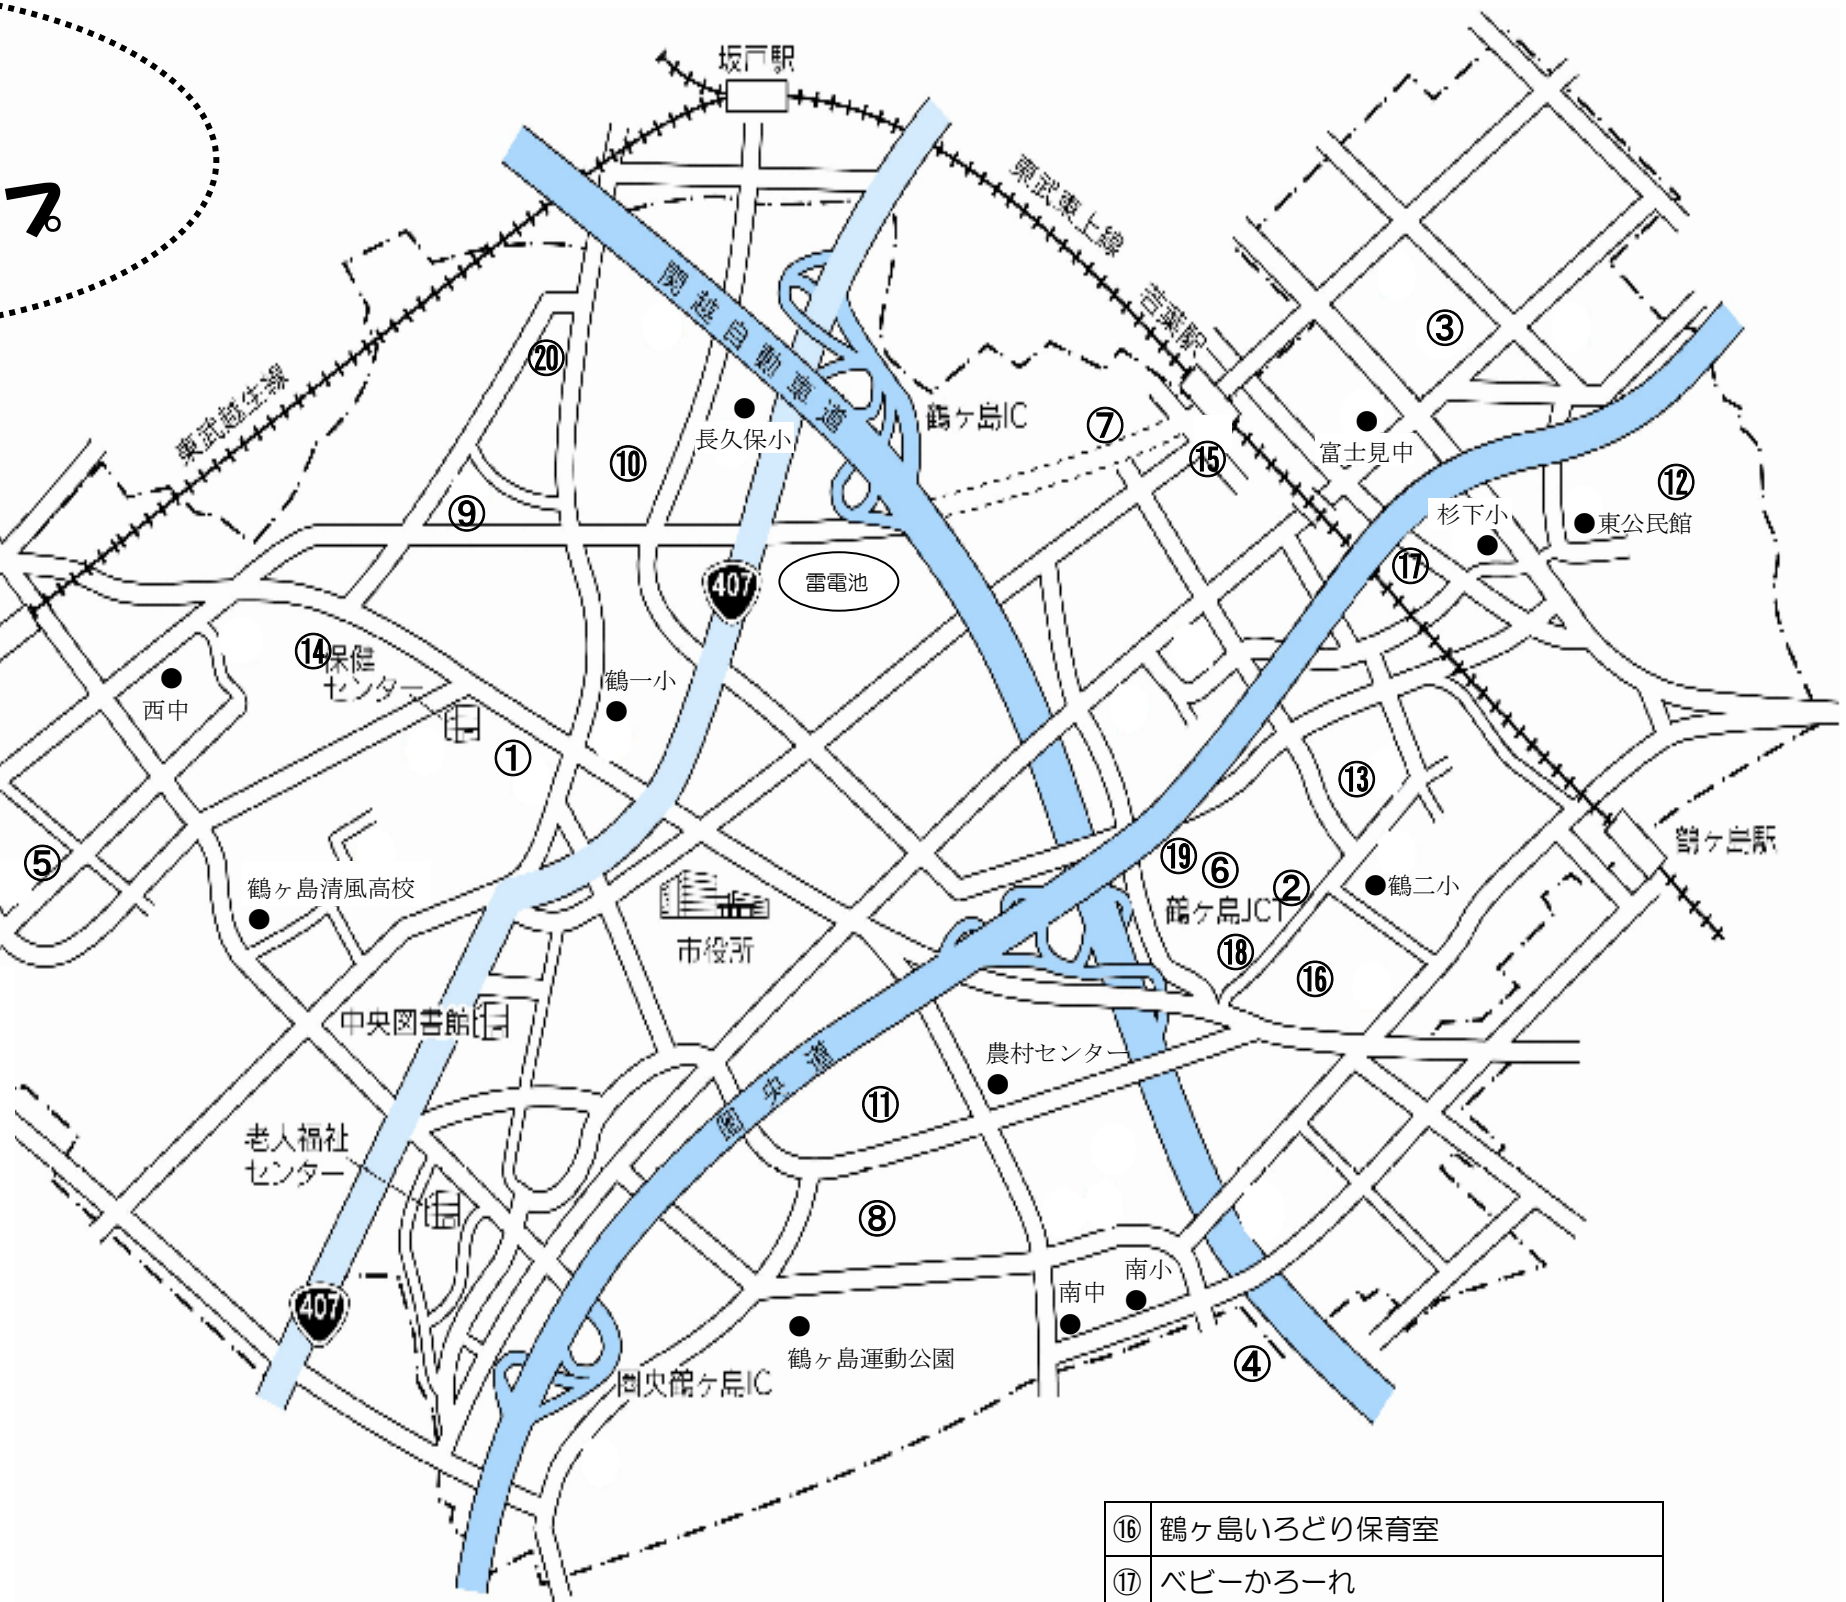 プ
坂戸駅
東武東上線
若葉駅
関越自動車道
③
⑳
東武越生線
鶴ヶ島IC
⑦
長久保小
富士見中
⑩
⑮
⑫
⑨
杉下小
東公民館
407
雷電池
⑰
⑭
保健
センター
西中
鶴一小
①
⑬
鶴ヶ島駅
⑤
⑲
⑥
②
鶴ヶ島清風高校
鶴二小
鶴ヶ島JCT
市役所
⑱
⑯
中央図書館
農村センター
圏央道
⑪
老人福祉
センター
⑧
南小
南中
407
鶴ヶ島運動公園
④
圏央鶴ヶ島IC
⑯ 鶴ヶ島いろどり保育室
⑰ ベビーかろーれ